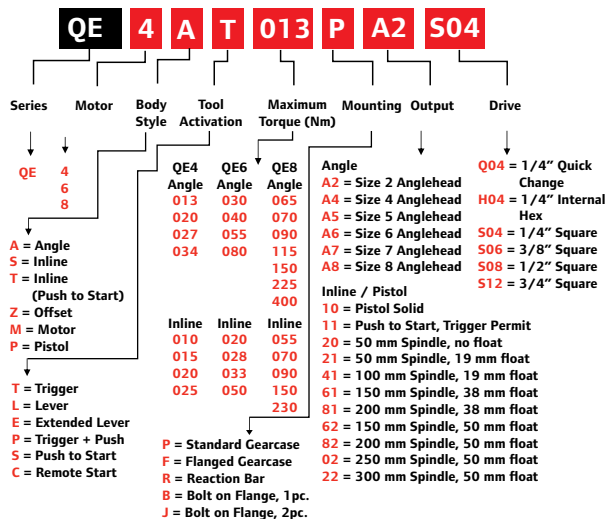 QE 4 A T 013 P A2 S04
Series Motor Body Style Tool Activation Maximum Torque (Nm) Mounting Output Drive
QE
4
6
8
A = Angle
S = Inline
T = Inline
(Push to Start)
Z = Offset
M = Motor
P = Pistol
T = Trigger
L = Lever
E = Extended Lever
P = Trigger + Push
S = Push to Start
C = Remote Start
QE4 QE6 QE8
Angle Angle Angle
013 030 065
020 040 070
027 055 090
034 080 115
150
225
400
Inline Inline Inline
010 020 055
015 028 070
020 033 090
025 050 150
230
P = Standard Gearcase
F = Flanged Gearcase
R = Reaction Bar
B = Bolt on Flange, 1pc.
J = Bolt on Flange, 2pc.
Angle
A2 = Size 2 Anglehead
A4 = Size 4 Anglehead
A5 = Size 5 Anglehead
A6 = Size 6 Anglehead
A7 = Size 7 Anglehead
A8 = Size 8 Anglehead
Inline / Pistol
10 = Pistol Solid
11 = Push to Start, Trigger Permit
20 = 50 mm Spindle, no float
21 = 50 mm Spindle, 19 mm float
41 = 100 mm Spindle, 19 mm float
61 = 150 mm Spindle, 38 mm float
81 = 200 mm Spindle, 38 mm float
62 = 150 mm Spindle, 50 mm float
82 = 200 mm Spindle, 50 mm float
02 = 250 mm Spindle, 50 mm float
22 = 300 mm Spindle, 50 mm float
Q04 = 1/4” Quick
Change
H04 = 1/4” Internal
Hex
S04 = 1/4” Square
S06 = 3/8” Square
S08 = 1/2” Square
S12 = 3/4” Square